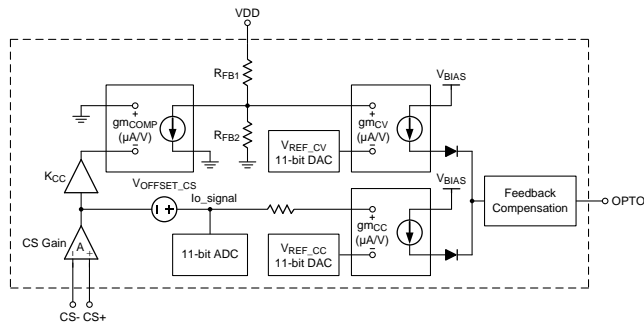 VDD
RFB1
VBIAS
+
gmCOMP
(µA/V)
−
+
gmCV
(µA/V)
−
RFB2
VREF_CV
11-bit DAC
KCC
VOFFSET_CS
Io_signal
VBIAS
Feedback
Compensation
OPTO
+
gmCC
(µA/V)
−
CS Gain
A
− +
11-bit ADC
VREF_CC
11-bit DAC
CS- CS+